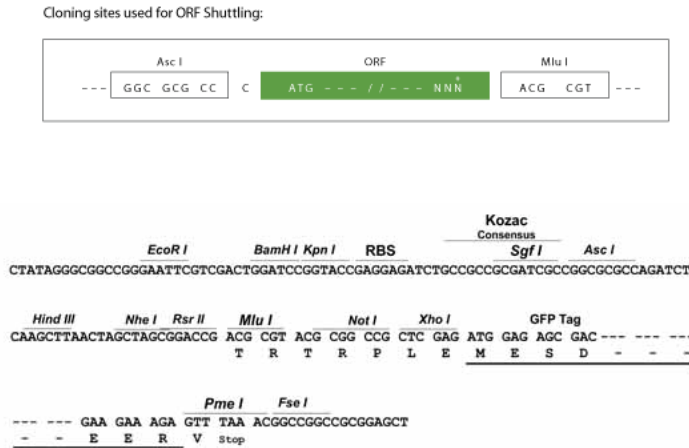 Cloning sites used for ORF Shuttling:
Asc I ORF Mlu I
--- GGC GCG CC C ATG --- // --- NNN* ACG CGT ---
Kozac
Consensus
EcoR I BamH I Kpn I RBS Sgf I Asc I
CTATAGGGCGGCCGGGAATTCGTCGACTGGATCCGGTACCGAGGAGATCTGCCGCCGCGATCGCCGGCGCGCCAGATCT
Hind III Nhe I Rsr II Mlu I Not I Xho I GFP Tag
CAAGCTTAACTAGCTAGCGGACCG ACG CGT ACG CGG CCG CTC GAG ATG GAG AGC GAC --- --- ---
T R T R P L E M E S D - - -
Pme I Fse I
--- --- GAA GAA AGA GTT TAA ACGGCCGGCCGCGGAGCT
- - E E R V Stop